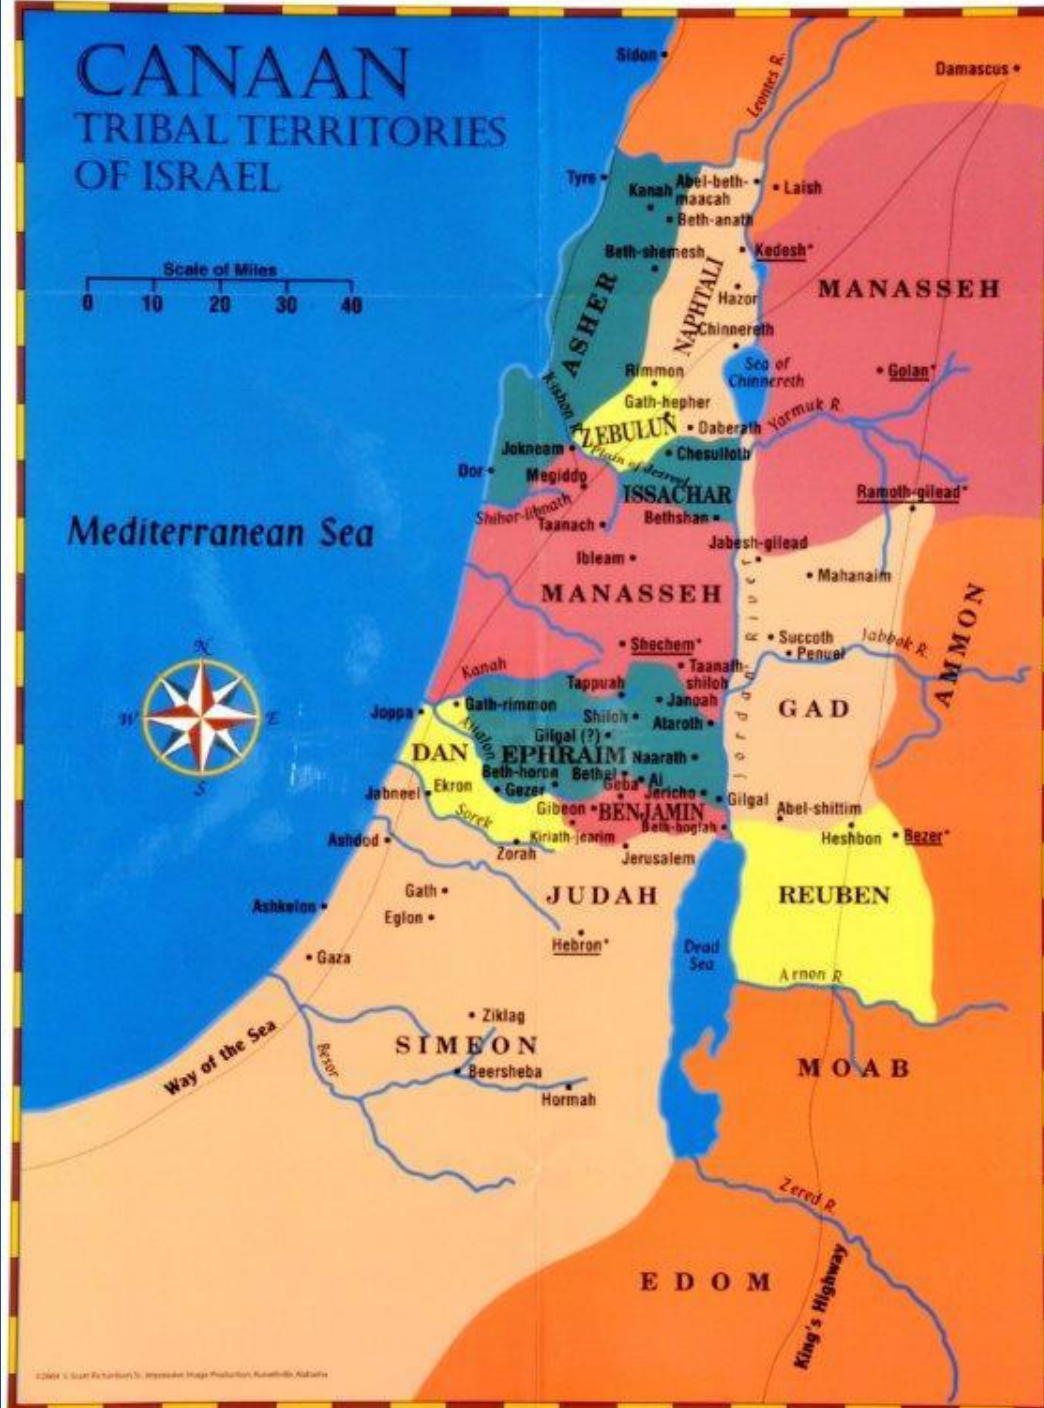 CANAAN
TRIBAL TERRITORIES
OF ISRAEL
Scale of Miles
0 10 20 30 40
Sidon
Damascus
Leontes R.
Tyre
Kanah
Abel-beth-
maacah
Laish
Beth-anath
Beth-shemesh
Kedesh*
ASHER
NAPHTALI
Hazor
MANASSEH
Chinnereth
Sea of
Chinnereth
Golan*
Rimmon
Kishon R.
Gath-hepher
Yarmuk R.
ZEBULUN
Daberath
Jokneam
Plain of Jezreel
Chesulloth
Dor
Megiddo
ISSACHAR
Ramoth-gilead*
Shihor-libnath
Taanach
Bethshan
Mediterranean Sea
Jabesh-gilead
Ibleam
Mahanaim
MANASSEH
Jordan River
AMMON
Shechem*
Succoth
Jabbok R.
Penuel
Kanah
Taanath-
shiloh
Tappuah
Janoah
N
W
E
S
Joppa
Gath-rimmon
Shiloh
Ataroth
GAD
Aijalon
Gilgal (?)
DAN
EPHRAIM
Naarath
Beth-horon
Bethel
Ai
Jabneel
Ekron
Gezer
Geba
Jericho
Gilgal
Abel-shittim
Sorek
Gibeon
BENJAMIN
Beth-hoglah
Heshbon
Bezer*
Ashdod
Kiriath-jearim
Zorah
Jerusalem
Gath
JUDAH
REUBEN
Ashkelon
Eglon
Hebron*
Dead
Sea
Gaza
Arnon R
Ziklag
Way of the Sea
Besor
SIMEON
Beersheba
MOAB
Hormah
Zered R.
EDOM
King's Highway